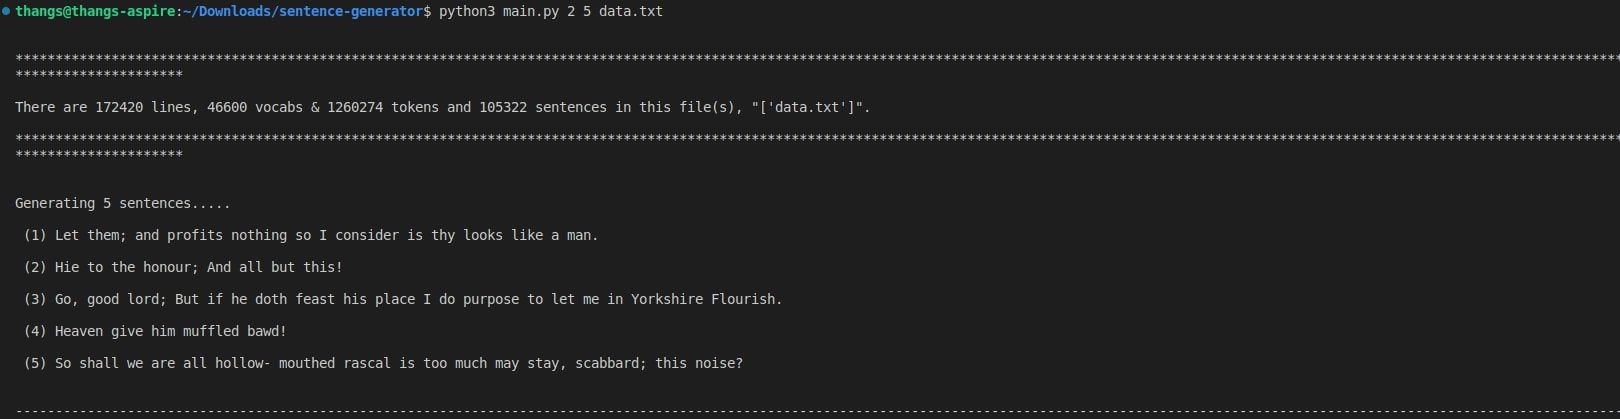 thangs@thangs-aspire:~/Downloads/sentence-generator$ python3 main.py 2 5 data.txt
*********************************************************************************************************************************************************************************************************
*********************
There are 172420 lines, 46600 vocabs & 1260274 tokens and 105322 sentences in this file(s), "['data.txt']".
*********************************************************************************************************************************************************************************************************
*********************
Generating 5 sentences.....
(1) Let them; and profits nothing so I consider is thy looks like a man.
(2) Hie to the honour; And all but this!
(3) Go, good lord; But if he doth feast his place I do purpose to let me in Yorkshire Flourish.
(4) Heaven give him muffled bawd!
(5) So shall we are all hollow- mouthed rascal is too much may stay, scabbard; this noise?
---------------------------------------------------------------------------------------------------------------------------------------------------------------------------------------------------------